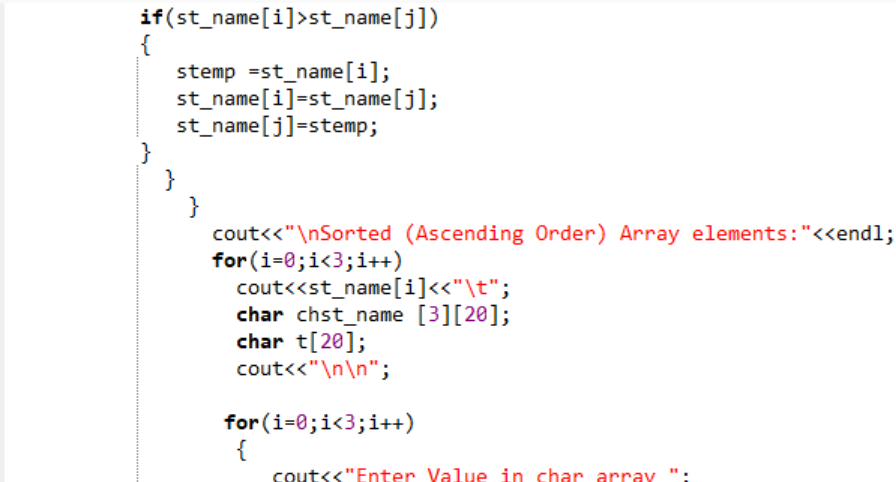 if(st_name[i]>st_name[j])
{
stemp =st_name[i];
st_name[i]=st_name[j];
st_name[j]=stemp;
}
}
}
cout<<"\nSorted (Ascending Order) Array elements:"<<endl;
for(i=0;i<3;i++)
cout<<st_name[i]<<"\t";
char chst_name [3][20];
char t[20];
cout<<"\n\n";
for(i=0;i<3;i++)
{
cout<<"Enter Value in char array ";